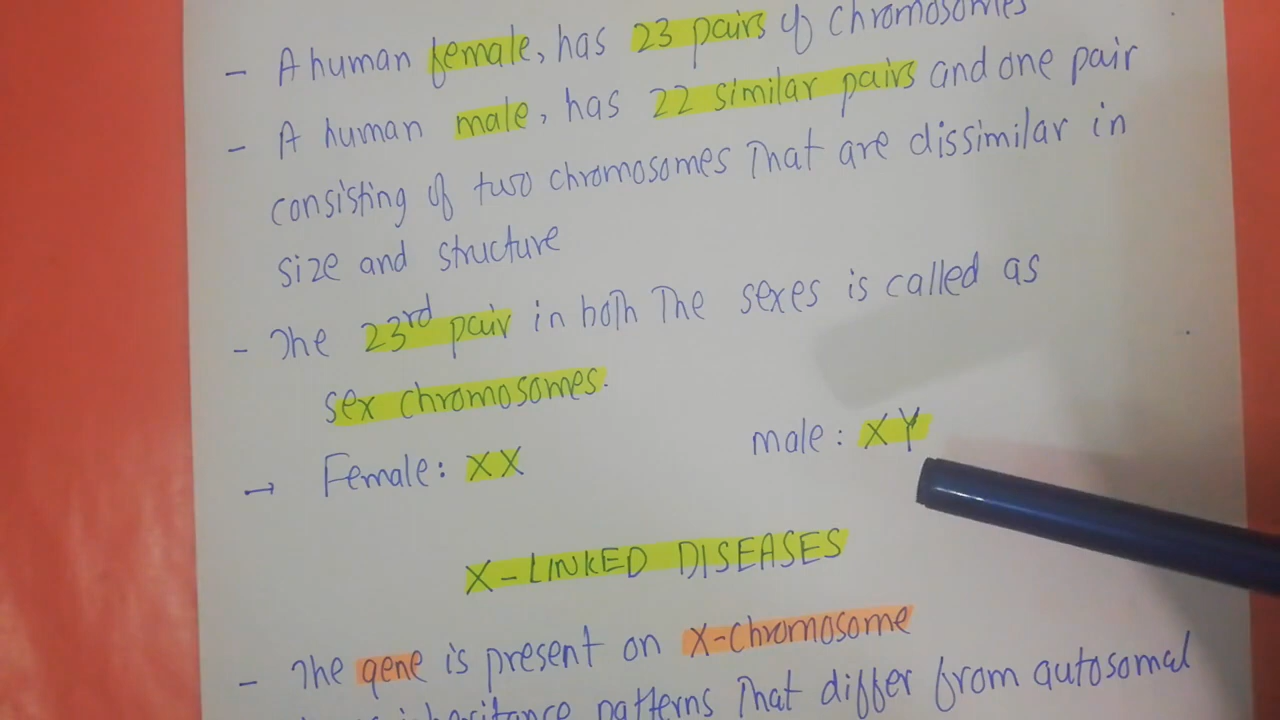 - A human female, has 23 pairs of chromosomes
- A human male, has 22 similar pairs and one pair
consisting of two chromosomes that are dissimilar in
size and structure
- The 23rd pair in both the sexes is called as
sex chromosomes.
→ Female: XX male: XY
X-LINKED DISEASES
- The gene is present on X-chromosome
inheritance patterns that differ from autosomal